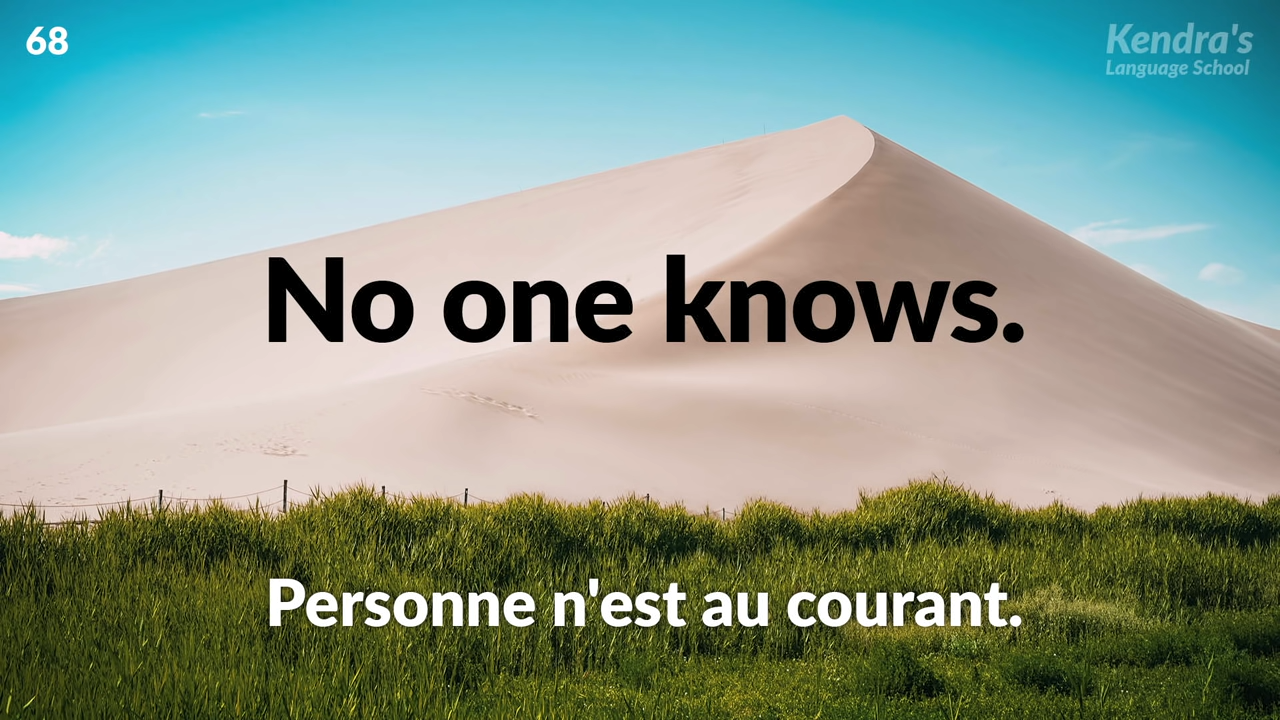 68
Kendra's
Language School
No one knows.
Personne n'est au courant.